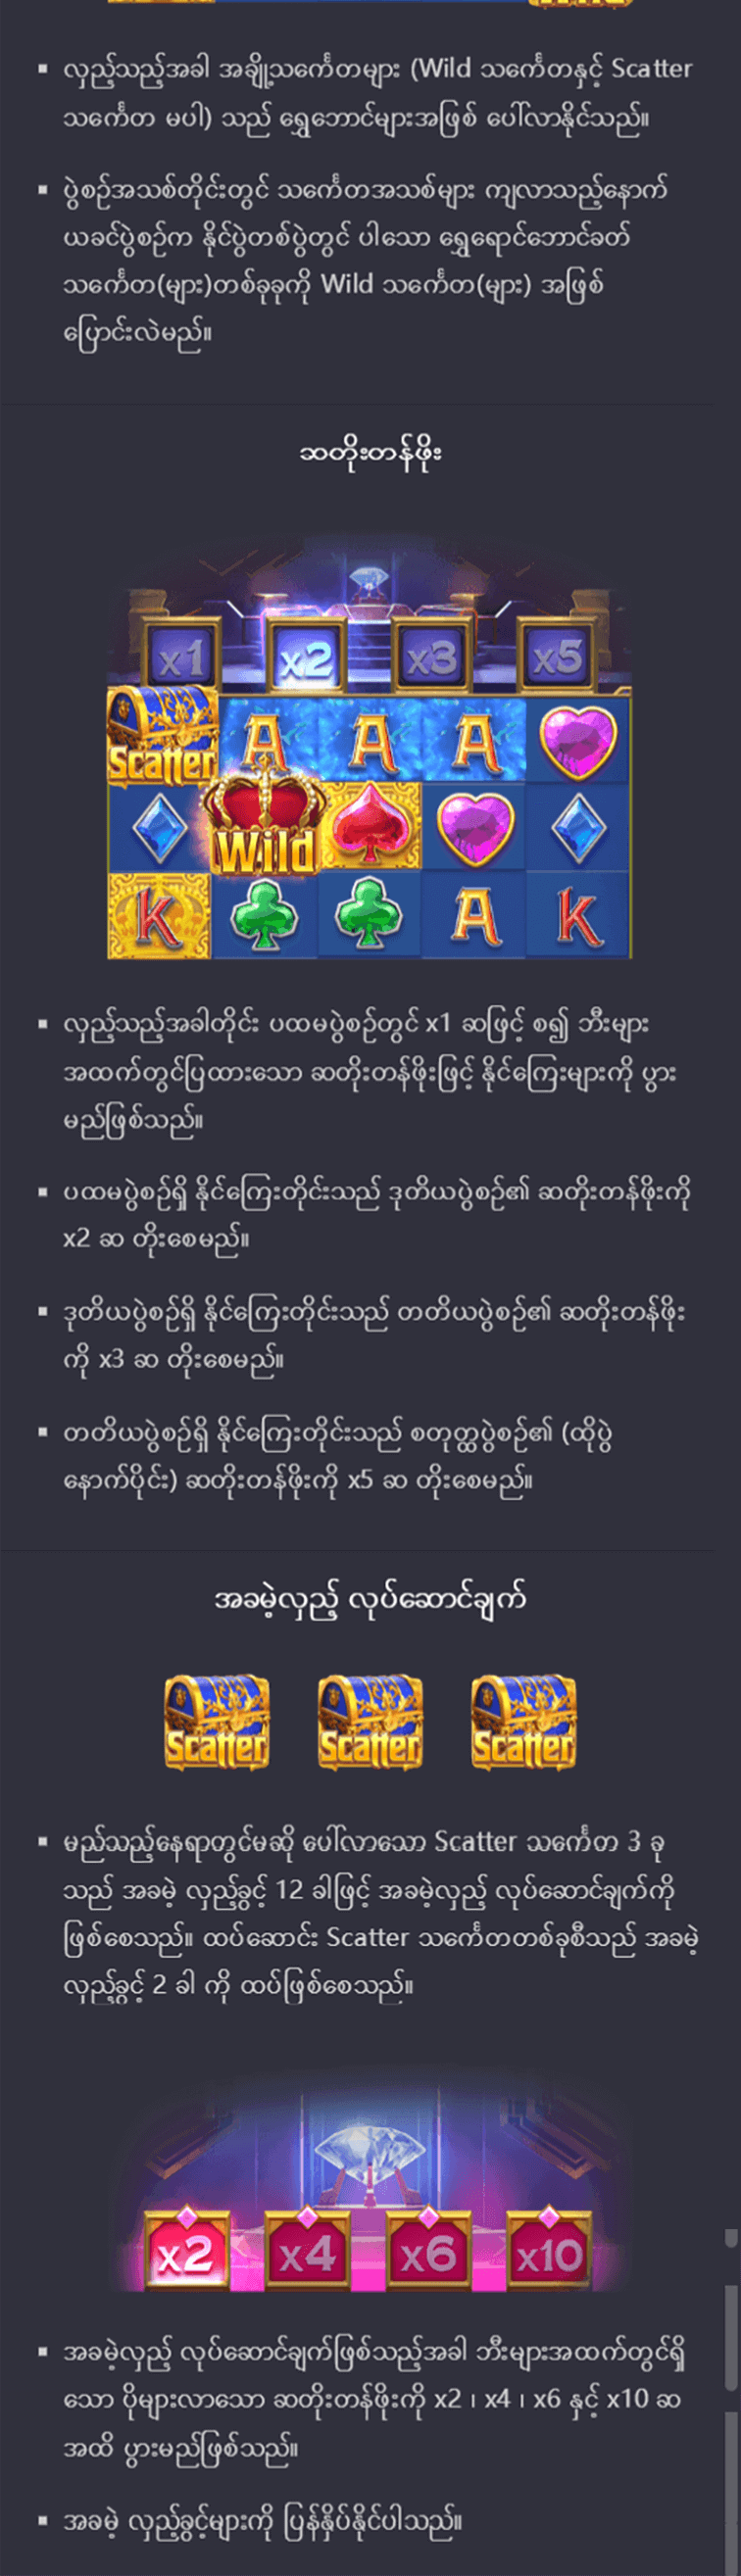 ▪ လှည့်သည့်အခါ အချို့သင်္ကေတများ (Wild သင်္ကေတနှင့် Scatter
သင်္ကေတ မပါ) သည် ရွှေဘောင်များအဖြစ် ပေါ်လာနိုင်သည်။
▪ ပွဲစဉ်အသစ်တိုင်းတွင် သင်္ကေတအသစ်များ ကျလာသည့်နောက်
ယခင်ပွဲစဉ်က နိုင်ပွဲတစ်ပွဲတွင် ပါသော ရွှေရောင်ဘောင်ခတ်
သင်္ကေတ(များ)တစ်ခုခုကို Wild သင်္ကေတ(များ) အဖြစ်
ပြောင်းလဲမည်။
ဆတိုးတန်ဖိုး
x1 x2 x3 x5
Scatter A A A
Wild
K A K
▪ လှည့်သည့်အခါတိုင်း ပထမပွဲစဉ်တွင် x1 ဆဖြင့် စ၍ ဘီးများ
အထက်တွင်ပြထားသော ဆတိုးတန်ဖိုးဖြင့် နိုင်ကြေးများကို ပွား
မည်ဖြစ်သည်။
▪ ပထမပွဲစဉ်ရှိ နိုင်ကြေးတိုင်းသည် ဒုတိယပွဲစဉ်၏ ဆတိုးတန်ဖိုးကို
x2 ဆ တိုးစေမည်။
▪ ဒုတိယပွဲစဉ်ရှိ နိုင်ကြေးတိုင်းသည် တတိယပွဲစဉ်၏ ဆတိုးတန်ဖိုး
ကို x3 ဆ တိုးစေမည်။
▪ တတိယပွဲစဉ်ရှိ နိုင်ကြေးတိုင်းသည် စတုတ္ထပွဲစဉ်၏ (ထိုပွဲ
နောက်ပိုင်း) ဆတိုးတန်ဖိုးကို x5 ဆ တိုးစေမည်။
အခမဲ့လှည့် လုပ်ဆောင်ချက်
Scatter Scatter Scatter
▪ မည်သည့်နေရာတွင်မဆို ပေါ်လာသော Scatter သင်္ကေတ 3 ခု
သည် အခမဲ့ လှည့်ခွင့် 12 ခါဖြင့် အခမဲ့လှည့် လုပ်ဆောင်ချက်ကို
ဖြစ်စေသည်။ ထပ်ဆောင်း Scatter သင်္ကေတတစ်ခုစီသည် အခမဲ့
လှည့်ခွင့် 2 ခါ ကို ထပ်ဖြစ်စေသည်။
x2 x4 x6 x10
▪ အခမဲ့လှည့် လုပ်ဆောင်ချက်ဖြစ်သည့်အခါ ဘီးများအထက်တွင်ရှိ
သော ပိုများလာသော ဆတိုးတန်ဖိုးကို x2 ၊ x4 ၊ x6 နှင့် x10 ဆ
အထိ ပွားမည်ဖြစ်သည်။
▪ အခမဲ့ လှည့်ခွင့်များကို ပြန်နှိပ်နိုင်ပါသည်။